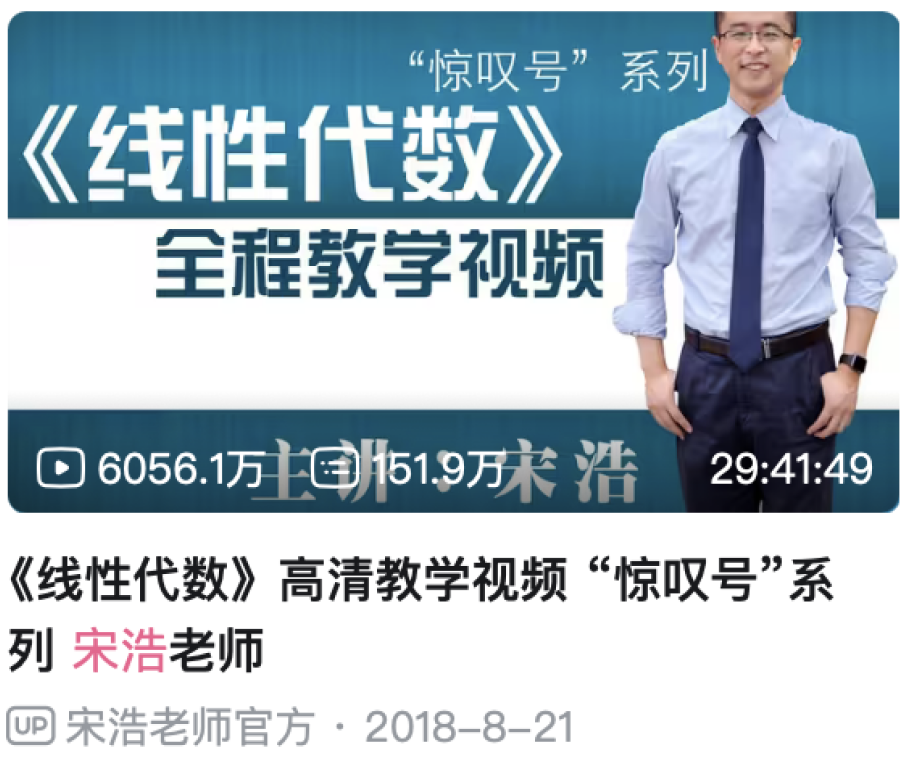 “惊叹号” 系列
《线性代数》
全程教学视频
主讲：宋浩
6056.1万 151.9万 29:41:49
《线性代数》高清教学视频 “惊叹号”系
列 宋浩老师
UP 宋浩老师官方 · 2018-8-21